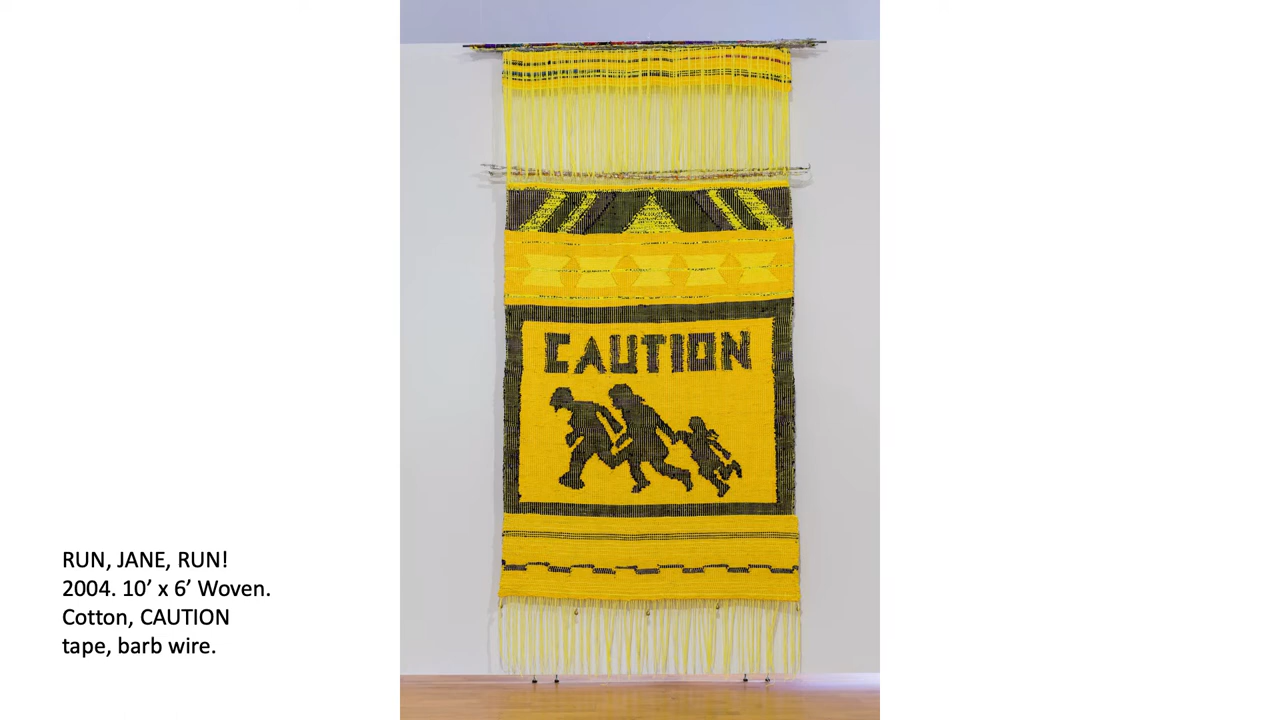 CAUTION
RUN, JANE, RUN!
2004. 10’ x 6’ Woven.
Cotton, CAUTION
tape, barb wire.